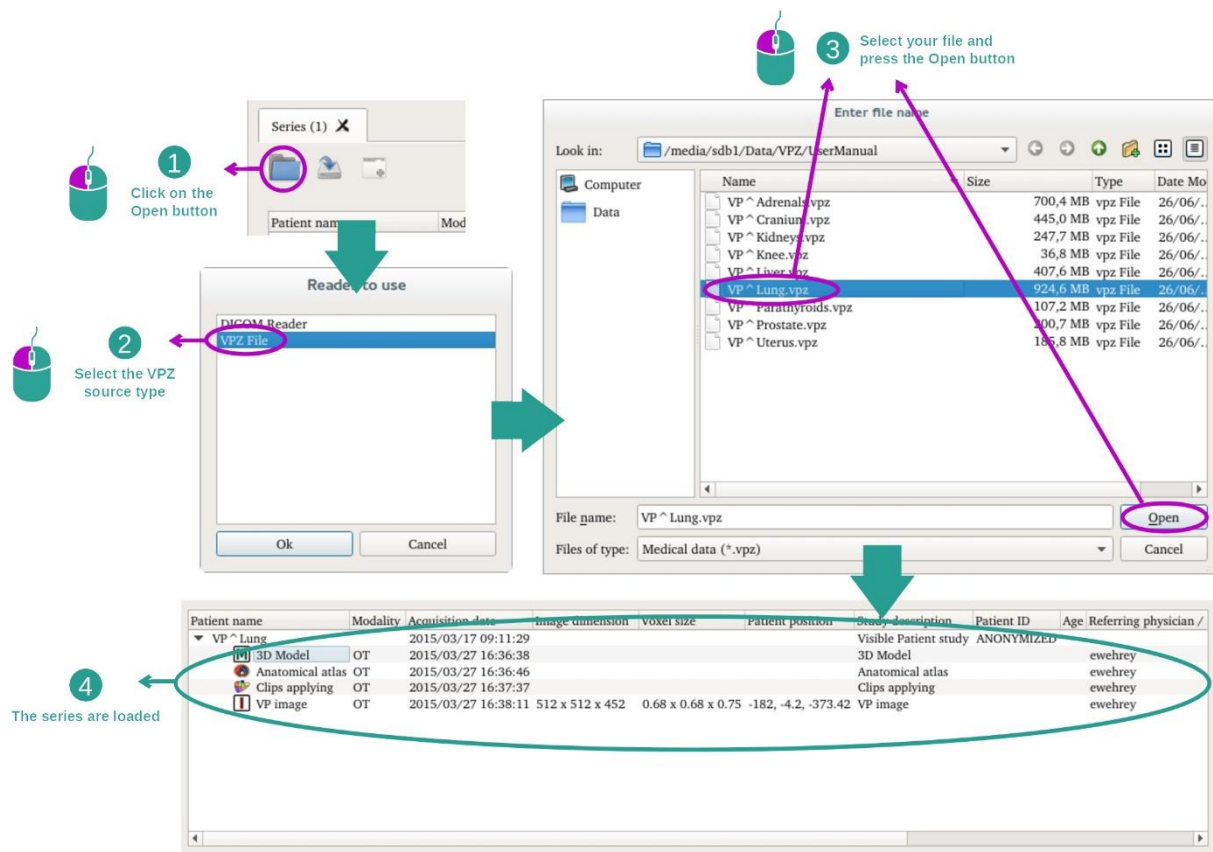 3
Select your file and
press the Open button
Series (1)
1
Click on the
Open button
Patient nam Mod
Enter file name
Look in: /media/sdb1/Data/VPZ/UserManual
Computer
Data
Name Size Type Date Mo
VP^Adrenals.vpz 700,4 MB vpz File 26/06/..
VP^Cranium.vpz 445,0 MB vpz File 26/06/..
VP^Kidneys.vpz 247,7 MB vpz File 26/06/..
VP^Knee.vpz 36,8 MB vpz File 26/06/..
VP^Liver.vpz 407,6 MB vpz File 26/06/..
VP^Lung.vpz 924,6 MB vpz File 26/06/..
VP^Parathyroids.vpz 107,2 MB vpz File 26/06/..
VP^Prostate.vpz 200,7 MB vpz File 26/06/..
VP^Uterus.vpz 185,8 MB vpz File 26/06/..
File name: VP^Lung.vpz Open
Files of type: Medical data (*.vpz) Cancel
Reader to use
DICOM Reader
VPZ File
Ok Cancel
2
Select the VPZ
source type
Patient name Modality Acquisition date Image dimension Voxel size Patient position Study description Patient ID Age Referring physician /
VP^Lung 2015/03/17 09:11:29 Visible Patient study ANONYMIZED
M 3D Model OT 2015/03/27 16:36:38 3D Model ewehrey
Anatomical atlas OT 2015/03/27 16:36:46 Anatomical atlas ewehrey
Clips applying OT 2015/03/27 16:37:37 Clips applying ewehrey
I VP image OT 2015/03/27 16:38:11 512 x 512 x 452 0.68 x 0.68 x 0.75 -182, -4.2, -373.42 VP image ewehrey
4
The series are loaded